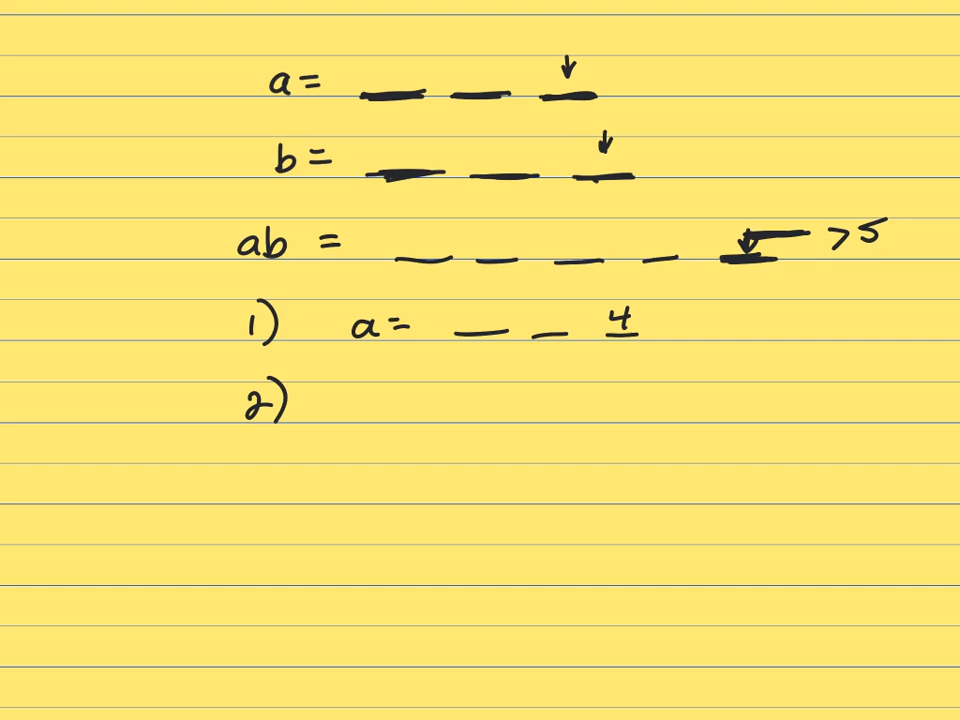 a = _ _ _
b = _ _ _
ab = _ _ _ _ _ > 5
1) a = _ _ 4
2)